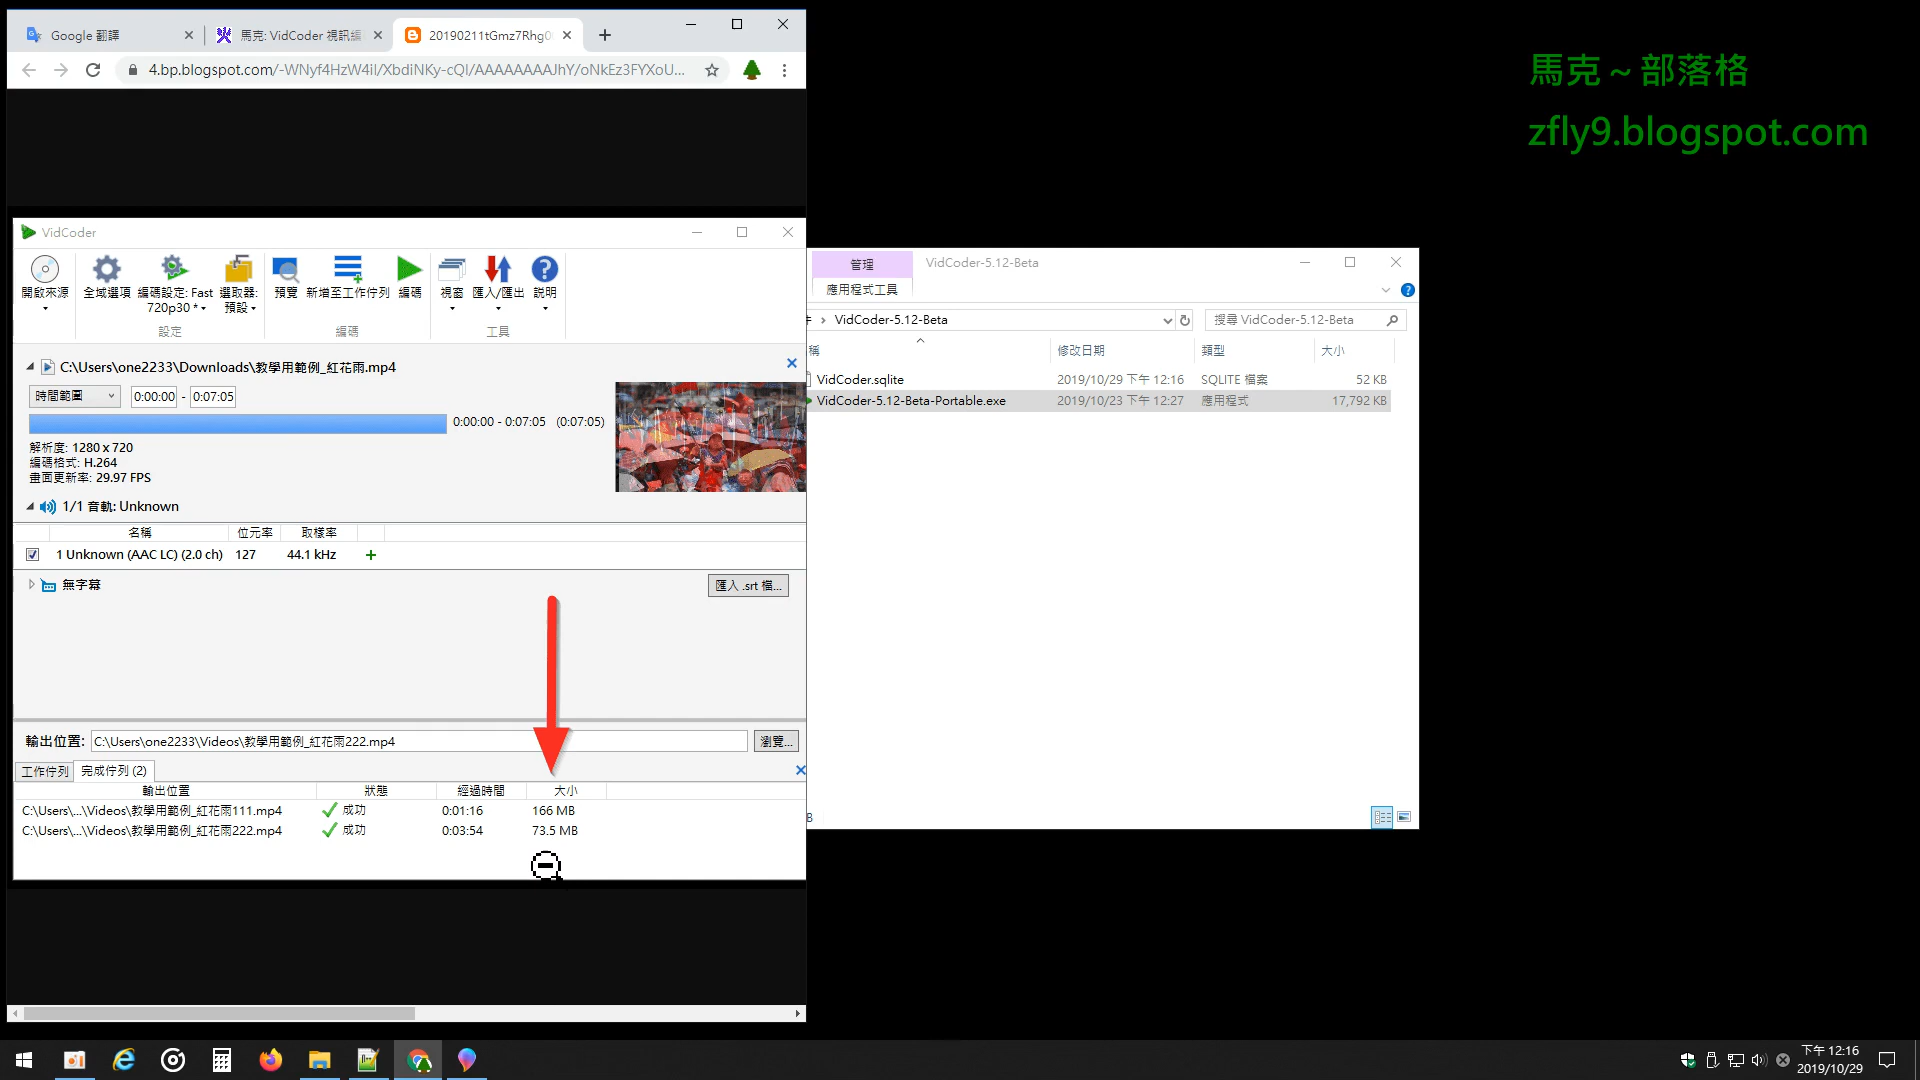 Google 翻譯
馬克: VidCoder 視訊編
20190211tGmz7Rhg0
4.bp.blogspot.com/-WNyf4HzW4iI/XbdiNKy-cQI/AAAAAAAAJhY/oNkEz3FYXoU...
馬克～部落格
zfly9.blogspot.com
VidCoder
開啟來源
全域選項
編碼設定: Fast
720p30 *
選取器:
預設
預覽
新增至工作佇列
編碼
視窗
匯入/匯出
說明
設定
編碼
工具
C:\Users\one2233\Downloads\教學用範例_紅花雨.mp4
時間範圍
0:00:00 - 0:07:05
0:00:00 - 0:07:05 (0:07:05)
解析度: 1280 x 720
編碼格式: H.264
畫面更新率: 29.97 FPS
1/1 音軌: Unknown
名稱 位元率 取樣率
1 Unknown (AAC LC) (2.0 ch) 127 44.1 kHz
無字幕
匯入 .srt 檔...
輸出位置: C:\Users\one2233\Videos\教學用範例_紅花雨222.mp4 瀏覽...
工作佇列 完成佇列 (2)
輸出位置 狀態 經過時間 大小
C:\Users\...\Videos\教學用範例_紅花雨111.mp4 成功 0:01:16 166 MB
C:\Users\...\Videos\教學用範例_紅花雨222.mp4 成功 0:03:54 73.5 MB
管理 VidCoder-5.12-Beta
應用程式工具
VidCoder-5.12-Beta 搜尋 VidCoder-5.12-Beta
稱 修改日期 類型 大小
VidCoder.sqlite 2019/10/29 下午 12:16 SQLITE 檔案 52 KB
VidCoder-5.12-Beta-Portable.exe 2019/10/23 下午 12:27 應用程式 17,792 KB
下午 12:16
2019/10/29